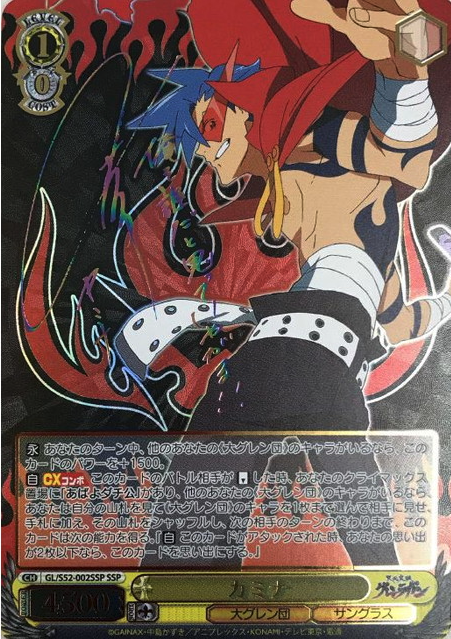 LEVEL
1
0
COST
永 あなたのターン中、他のあなたの《大グレン団》のキャラがいるなら、この
カードのパワーを＋1500。
自 CXコンボ このカードのバトル相手が した時、あなたのクライマックス
置場に「あばよダチ公」があり、他のあなたの《大グレン団》のキャラがいるなら、
あなたは自分の山札を見て《大グレン団》のキャラを1枚まで選んで相手に見せ、
手札に加え、その山札をシャッフルし、次の相手のターンの終わりまで、この
カードは次の能力を得る。『自 このカードがアタックされた時、あなたの思い出
が2枚以下なら、このカードを思い出にする。』
CH GL/S52-002SSP SSP
カミナ
4500
大グレン団 サングラス
天元突破
グレンラガン
©GAINAX・中島かずき／アニプレックス・KONAMI・テレビ東京・電通